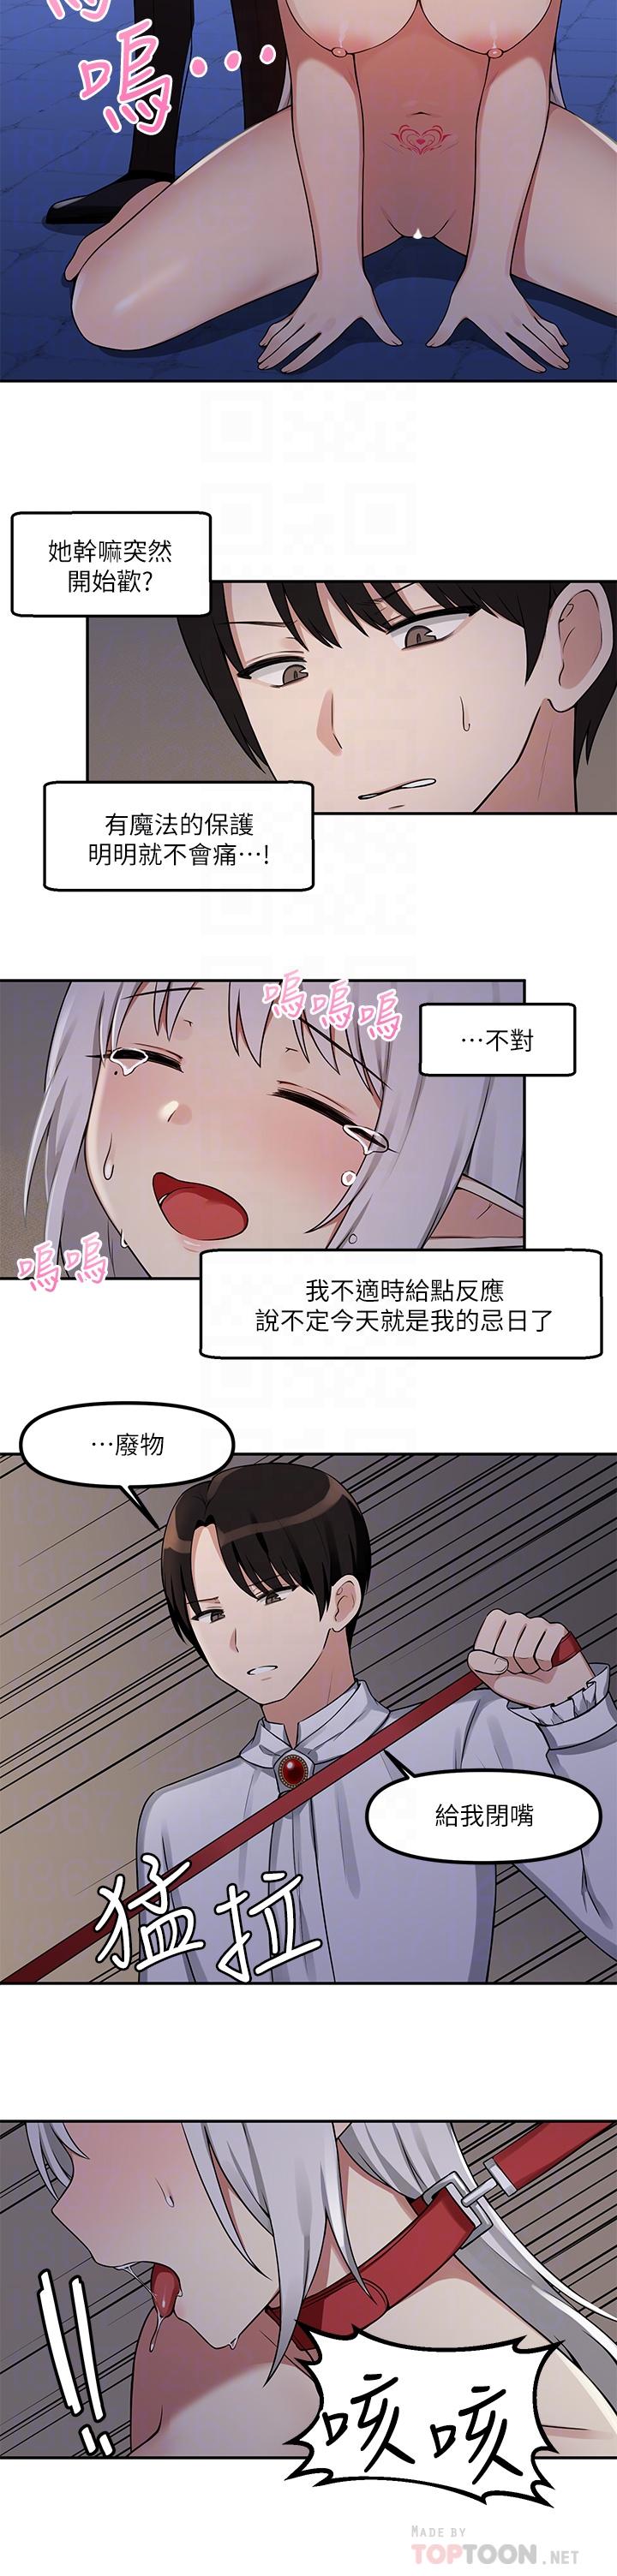 嗚
嗚…
她幹嘛突然
開始歡?
有魔法的保護
明明就不會痛…!
嗚嗚嗚
…不對
嗚嗚
我不適時給點反應
說不定今天就是我的忌日了
…廢物
給我閉嘴
猛拉
咳咳
MADE BY
TOPTOON.NET